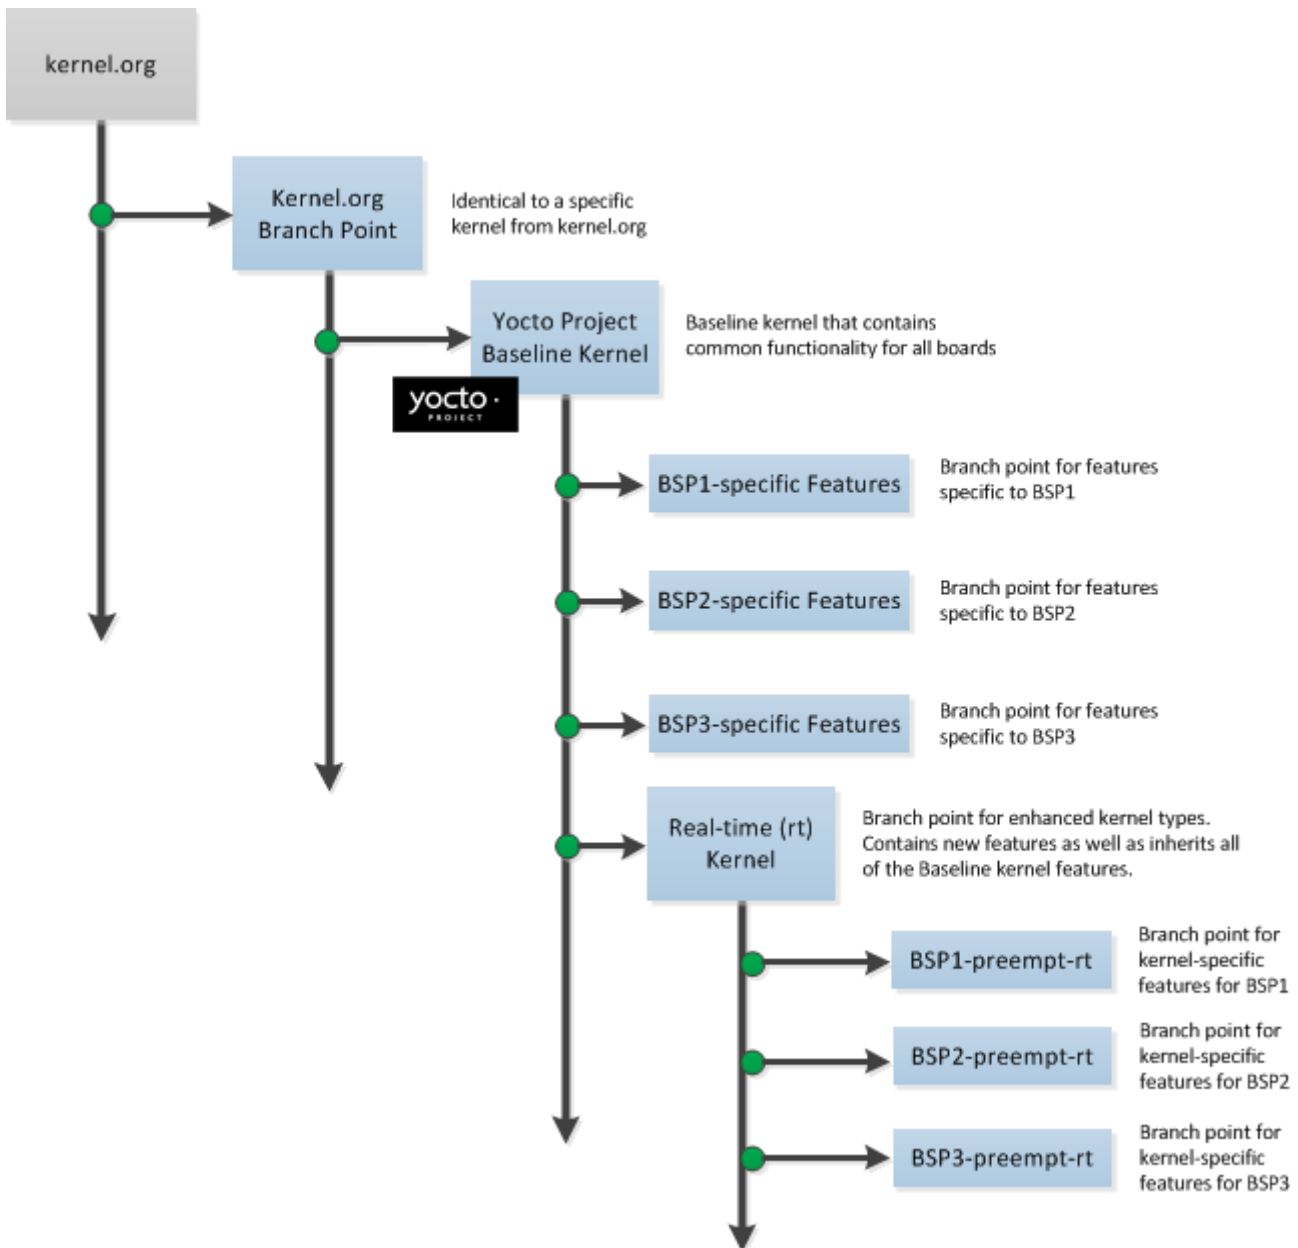 kernel.org
Kernel.org
Branch Point
Identical to a specific
kernel from kernel.org
Yocto Project
Baseline Kernel
Baseline kernel that contains
common functionality for all boards
yocto ·
PROJECT
BSP1-specific Features
Branch point for features
specific to BSP1
BSP2-specific Features
Branch point for features
specific to BSP2
BSP3-specific Features
Branch point for features
specific to BSP3
Real-time (rt)
Kernel
Branch point for enhanced kernel types.
Contains new features as well as inherits all
of the Baseline kernel features.
BSP1-preempt-rt
Branch point for
kernel-specific
features for BSP1
BSP2-preempt-rt
Branch point for
kernel-specific
features for BSP2
BSP3-preempt-rt
Branch point for
kernel-specific
features for BSP3